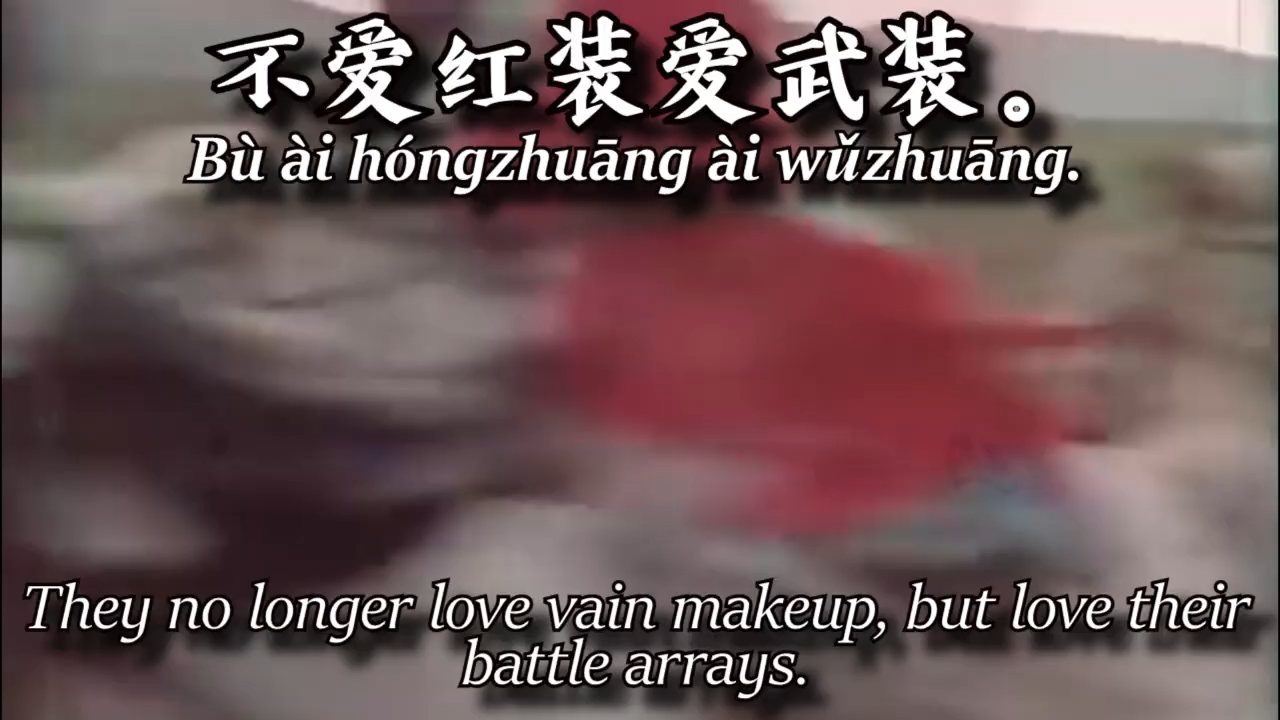 不爱红装爱武装。
Bù ài hóngzhuāng ài wǔzhuāng.
They no longer love vain makeup, but love their
battle arrays.